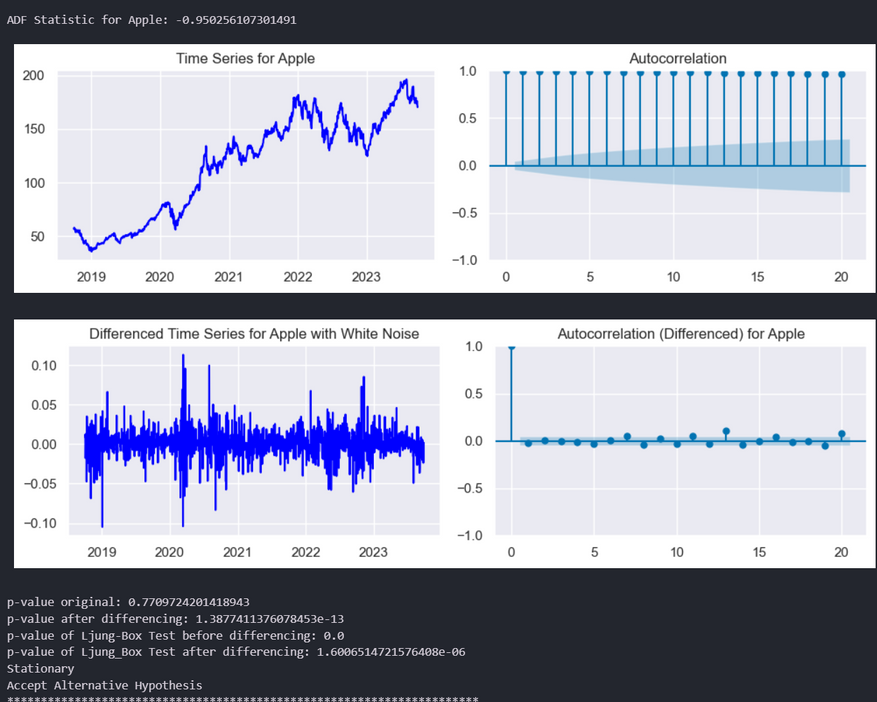 ADF Statistic for Apple: -0.950256107301491
Time Series for Apple
200
150
100
50
2019 2020 2021 2022 2023
Autocorrelation
1.0
0.5
0.0
−0.5
−1.0
0 5 10 15 20
Differenced Time Series for Apple with White Noise
0.10
0.05
0.00
−0.05
−0.10
2019 2020 2021 2022 2023
Autocorrelation (Differenced) for Apple
1.0
0.5
0.0
−0.5
−1.0
0 5 10 15 20
p-value original: 0.7709724201418943
p-value after differencing: 1.3877411376078453e-13
p-value of Ljung-Box Test before differencing: 0.0
p-value of Ljung_Box Test after differencing: 1.6006514721576408e-06
Stationary
Accept Alternative Hypothesis
**********************************************************************